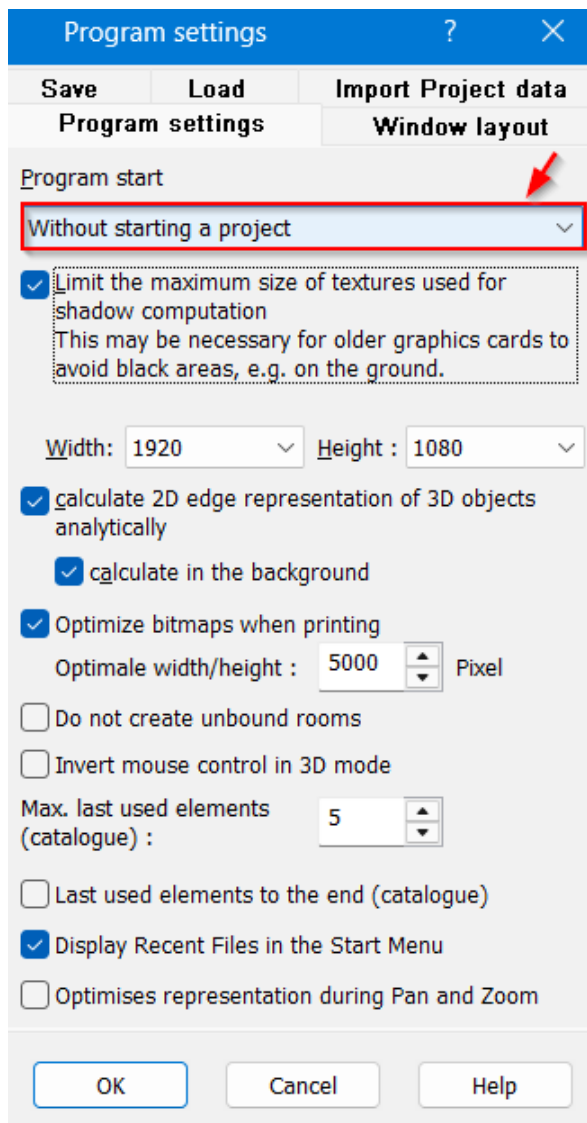 Program settings ?
Save Load Import Project data
Program settings Window layout
Program start
Without starting a project
Limit the maximum size of textures used for
shadow computation
This may be necessary for older graphics cards to
avoid black areas, e.g. on the ground.
Width: 1920 Height : 1080
calculate 2D edge representation of 3D objects
analytically
calculate in the background
Optimize bitmaps when printing
Optimale width/height : 5000 Pixel
Do not create unbound rooms
Invert mouse control in 3D mode
Max. last used elements
(catalogue) : 5
Last used elements to the end (catalogue)
Display Recent Files in the Start Menu
Optimises representation during Pan and Zoom
OK Cancel Help